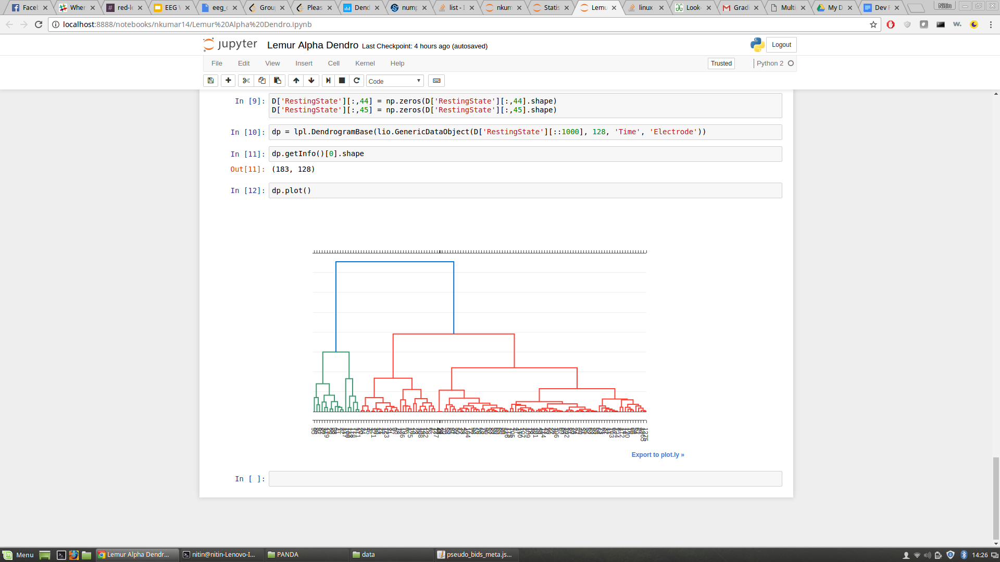 Facel
Wher
red-le
EEG
eeg_
Grou
Pleas
Dend
nump
list - I
nkum
Statis
Lemu
linux
Look-
Gradi
Multi
My D
Dev F
Nitin
localhost:8888/notebooks/nkumar14/Lemur%20Alpha%20Dendro.ipynb
w.
jupyter Lemur Alpha Dendro Last Checkpoint: 4 hours ago (autosaved)
Logout
File Edit View Insert Cell Kernel Help
Trusted
Python 2
Code
In [9]: D['RestingState'][:,44] = np.zeros(D['RestingState'][:,44].shape)
D['RestingState'][:,45] = np.zeros(D['RestingState'][:,45].shape)
In [10]: dp = lpl.DendrogramBase(lio.GenericDataObject(D['RestingState'][::1000], 128, 'Time', 'Electrode'))
In [11]: dp.getInfo()[0].shape
Out[11]: (183, 128)
In [12]: dp.plot()
Export to plot.ly »
In [ ]:
Menu
Lemur Alpha Dendr...
nitin@nitin-Lenovo-I...
PANDA
data
pseudo_bids_meta.js...
14:26